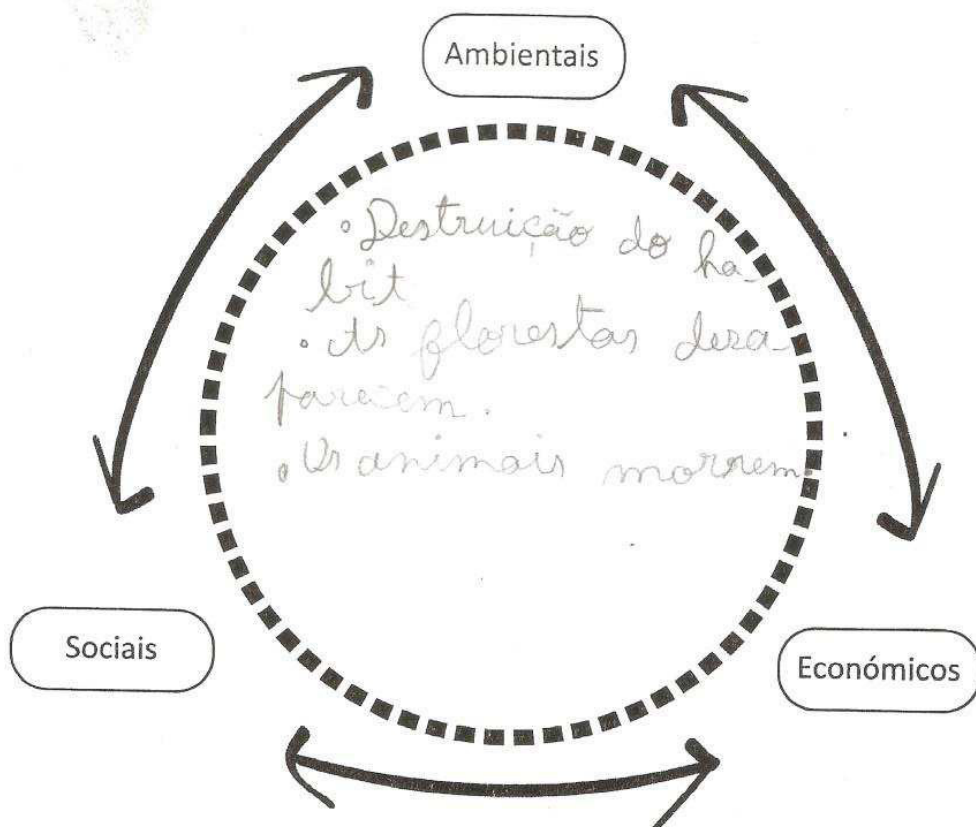 Ambientais
• Destruição do ha-
bit
• As florestas desa-
parecem.
• Os animais morrem.
Sociais
Económicos